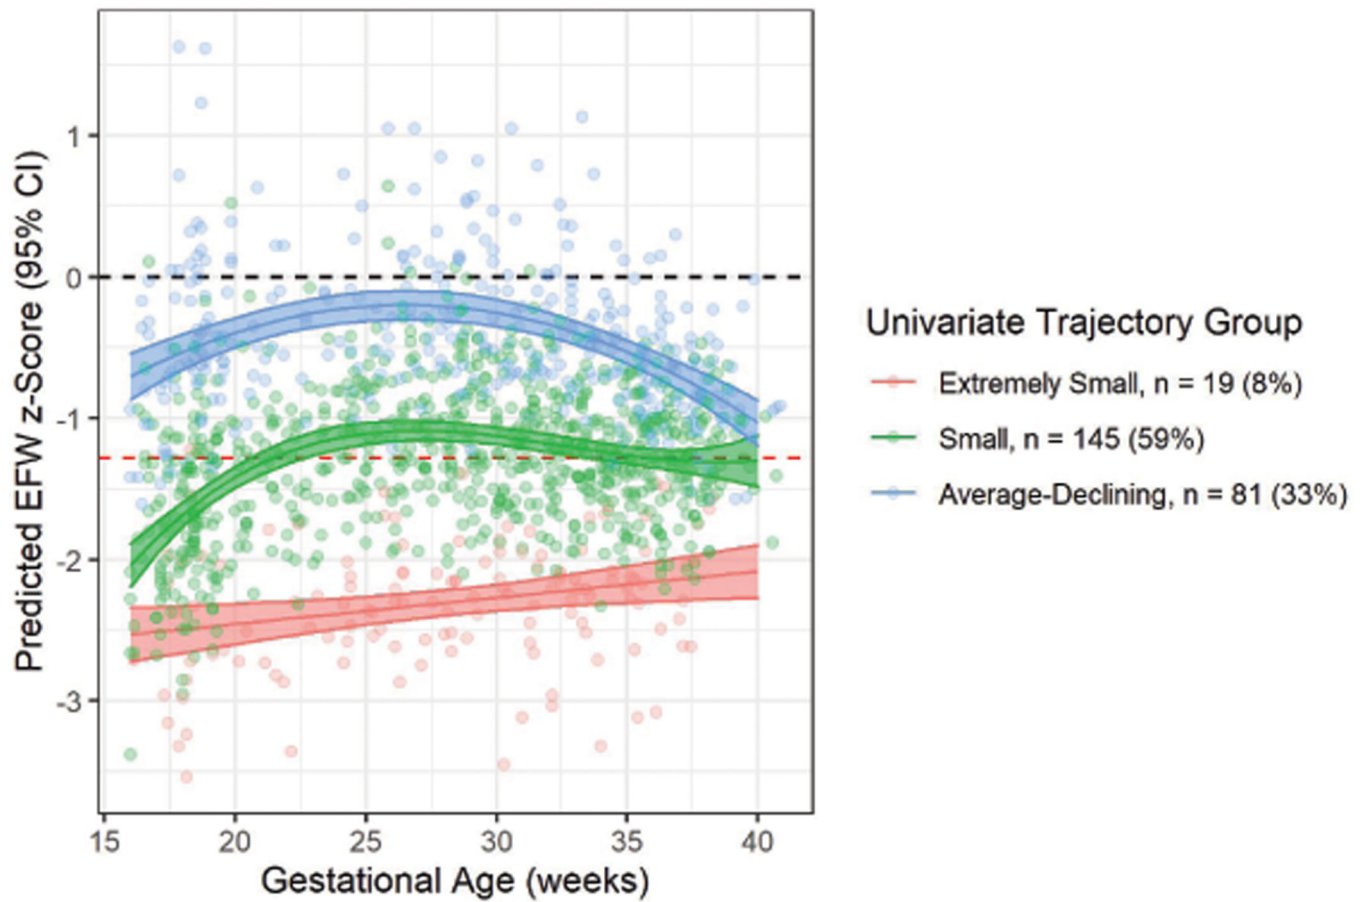 Predicted EFW z-Score (95% CI)
1
0
-1
-2
-3
15
20
25
30
35
40
Gestational Age (weeks)
Univariate Trajectory Group
Extremely Small, n = 19 (8%)
Small, n = 145 (59%)
Average-Declining, n = 81 (33%)